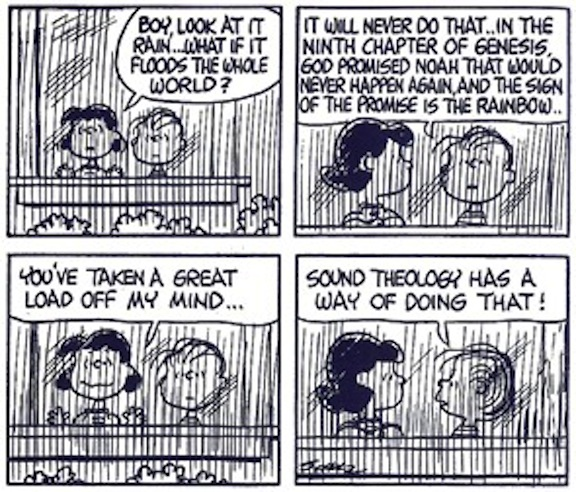 BOY, LOOK AT IT
RAIN...WHAT IF IT
FLOODS THE WHOLE
WORLD?
IT WILL NEVER DO THAT..IN THE
NINTH CHAPTER OF GENESIS,
GOD PROMISED NOAH THAT WOULD
NEVER HAPPEN AGAIN, AND THE SIGN
OF THE PROMISE IS THE RAINBOW..
YOU'VE TAKEN A GREAT
LOAD OFF MY MIND...
SOUND THEOLOGY HAS A
WAY OF DOING THAT!